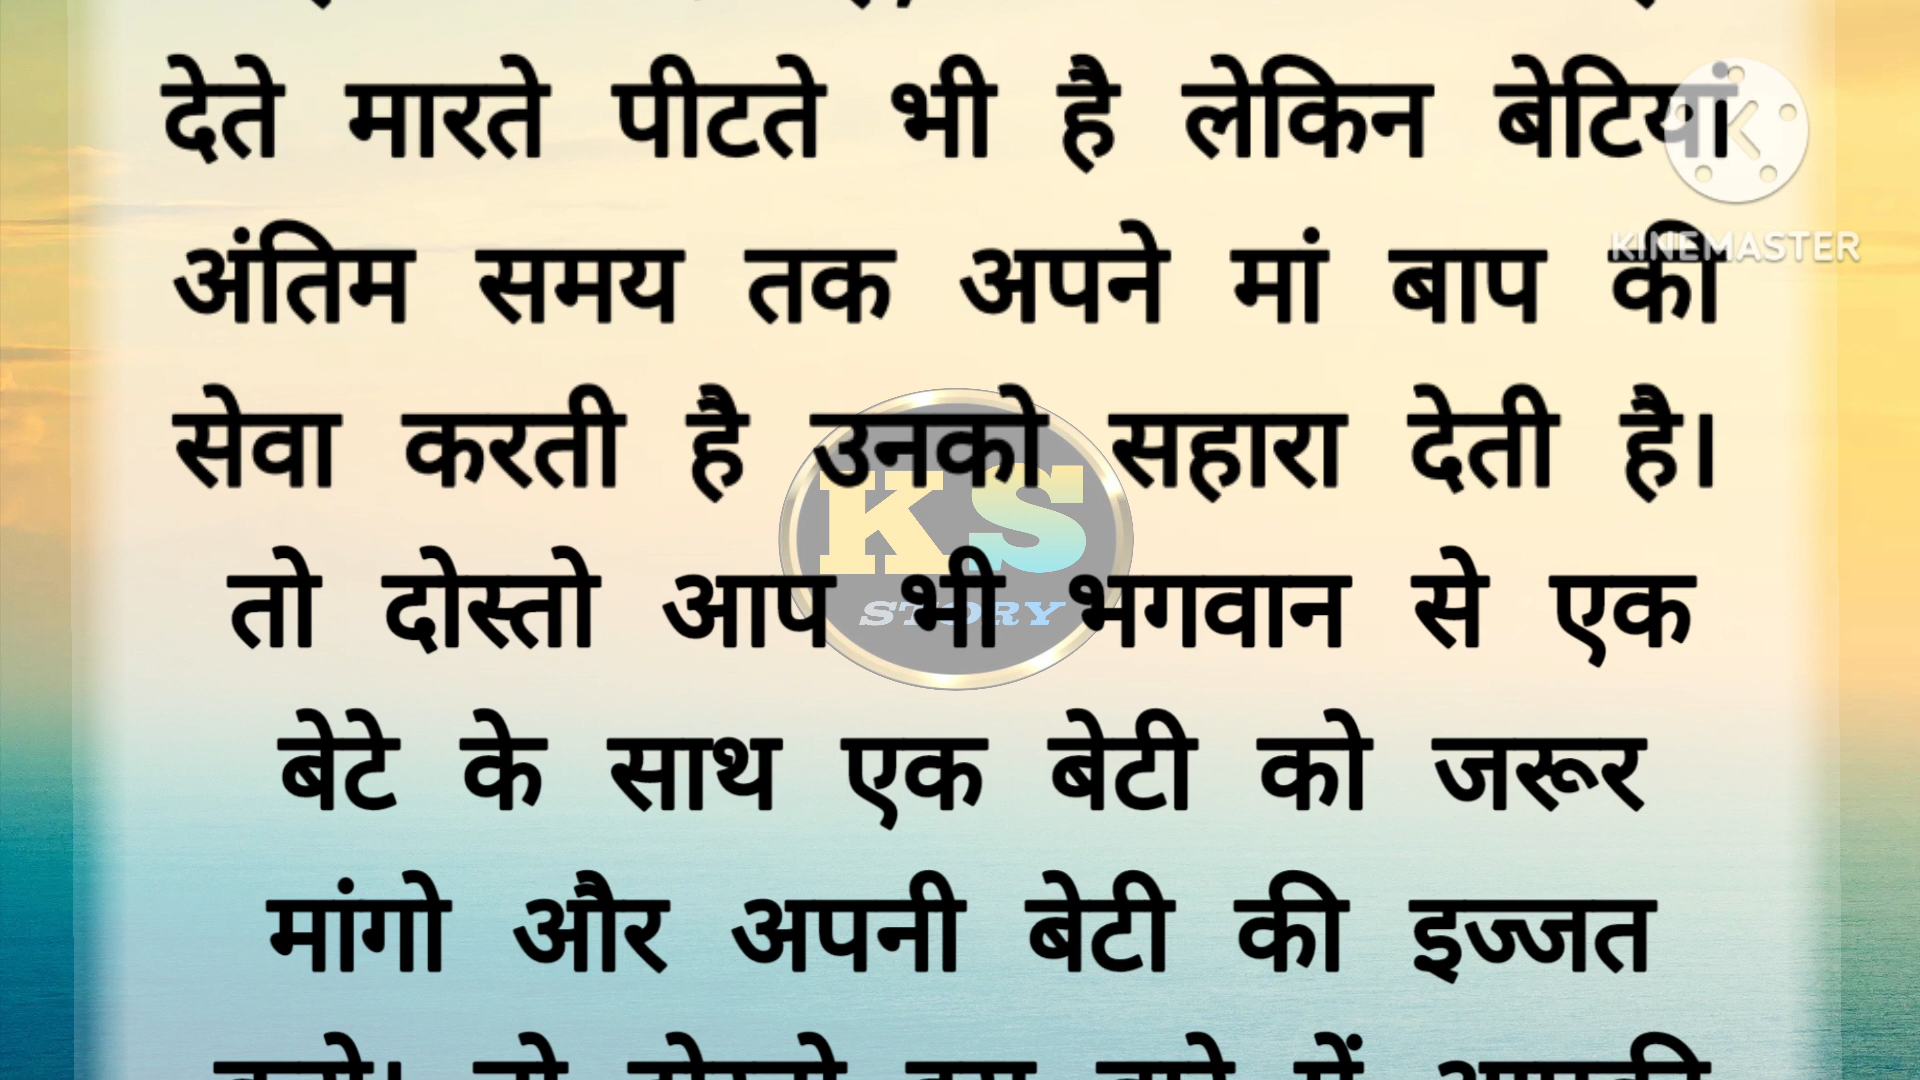 देते मारते पीटते भी है लेकिन बेटियां
अंतिम समय तक अपने मां बाप की
सेवा करती है उनको सहारा देती है।
तो दोस्तो आप भी भगवान से एक
बेटे के साथ एक बेटी को जरूर
मांगो और अपनी बेटी की इज्जत
KINEMASTER
KS
STORY